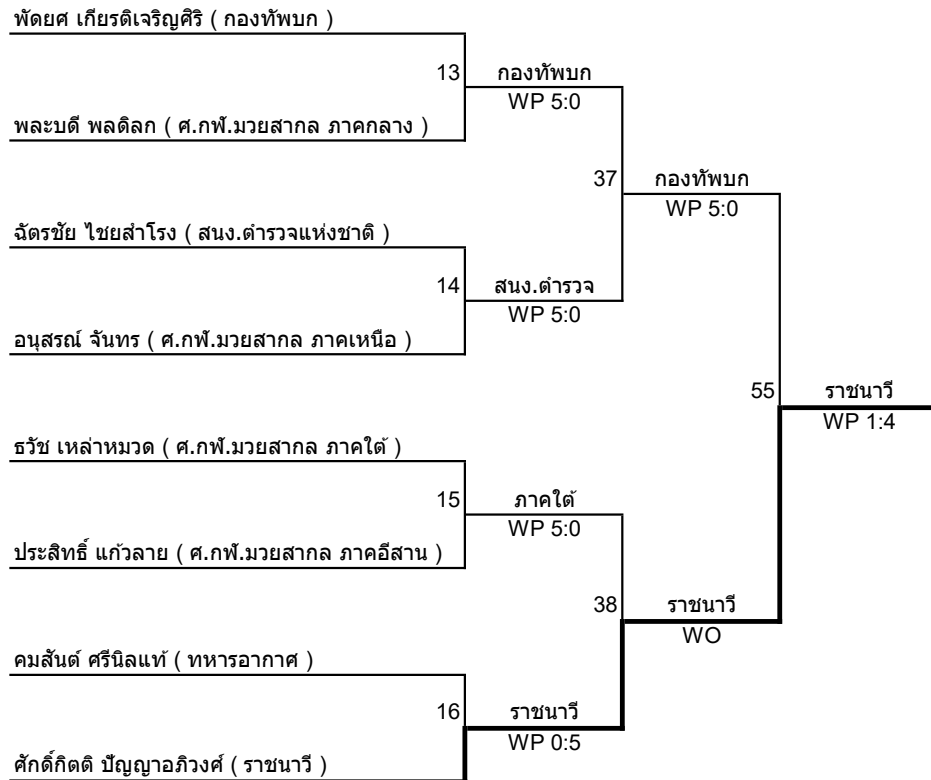 พัดยศ เกียรติเจริญศิริ ( กองทัพบก )
13
กองทัพบก
WP 5:0
พละบดี พลดิลก ( ศ.กฬ.มวยสากล ภาคกลาง )
37
กองทัพบก
WP 5:0
ฉัตรชัย ไชยสำโรง ( สนง.ตำรวจแห่งชาติ )
14
สนง.ตำรวจ
WP 5:0
อนุสรณ์ จันทร ( ศ.กฬ.มวยสากล ภาคเหนือ )
55
ราชนาวี
WP 1:4
ธวัช เหล่าหมวด ( ศ.กฬ.มวยสากล ภาคใต้ )
15
ภาคใต้
WP 5:0
ประสิทธิ์ แก้วลาย ( ศ.กฬ.มวยสากล ภาคอีสาน )
38
ราชนาวี
WO
คมสันต์ ศรีนิลแท้ ( ทหารอากาศ )
16
ราชนาวี
WP 0:5
ศักดิ์กิตติ ปัญญาอภิวงศ์ ( ราชนาวี )